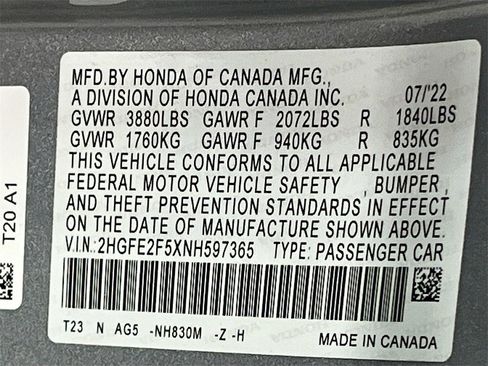 MFD.BY HONDA OF CANADA MFG.,
A DIVISION OF HONDA CANADA INC. 07/'22
GVWR 3880LBS GAWR F 2072LBS R 1840LBS
GVWR 1760KG GAWR F 940KG R 835KG
THIS VEHICLE CONFORMS TO ALL APPLICABLE
FEDERAL MOTOR VEHICLE SAFETY , BUMPER,
AND THEFT PREVENTION STANDARDS IN EFFECT
ON THE DATE OF MANUFACTURE SHOWN ABOVE.
V.I.N.:2HGFE2F5XNH597365 TYPE: PASSENGER CAR
T23 N AG5 -NH830M -Z -H MADE IN CANADA
T20 A1